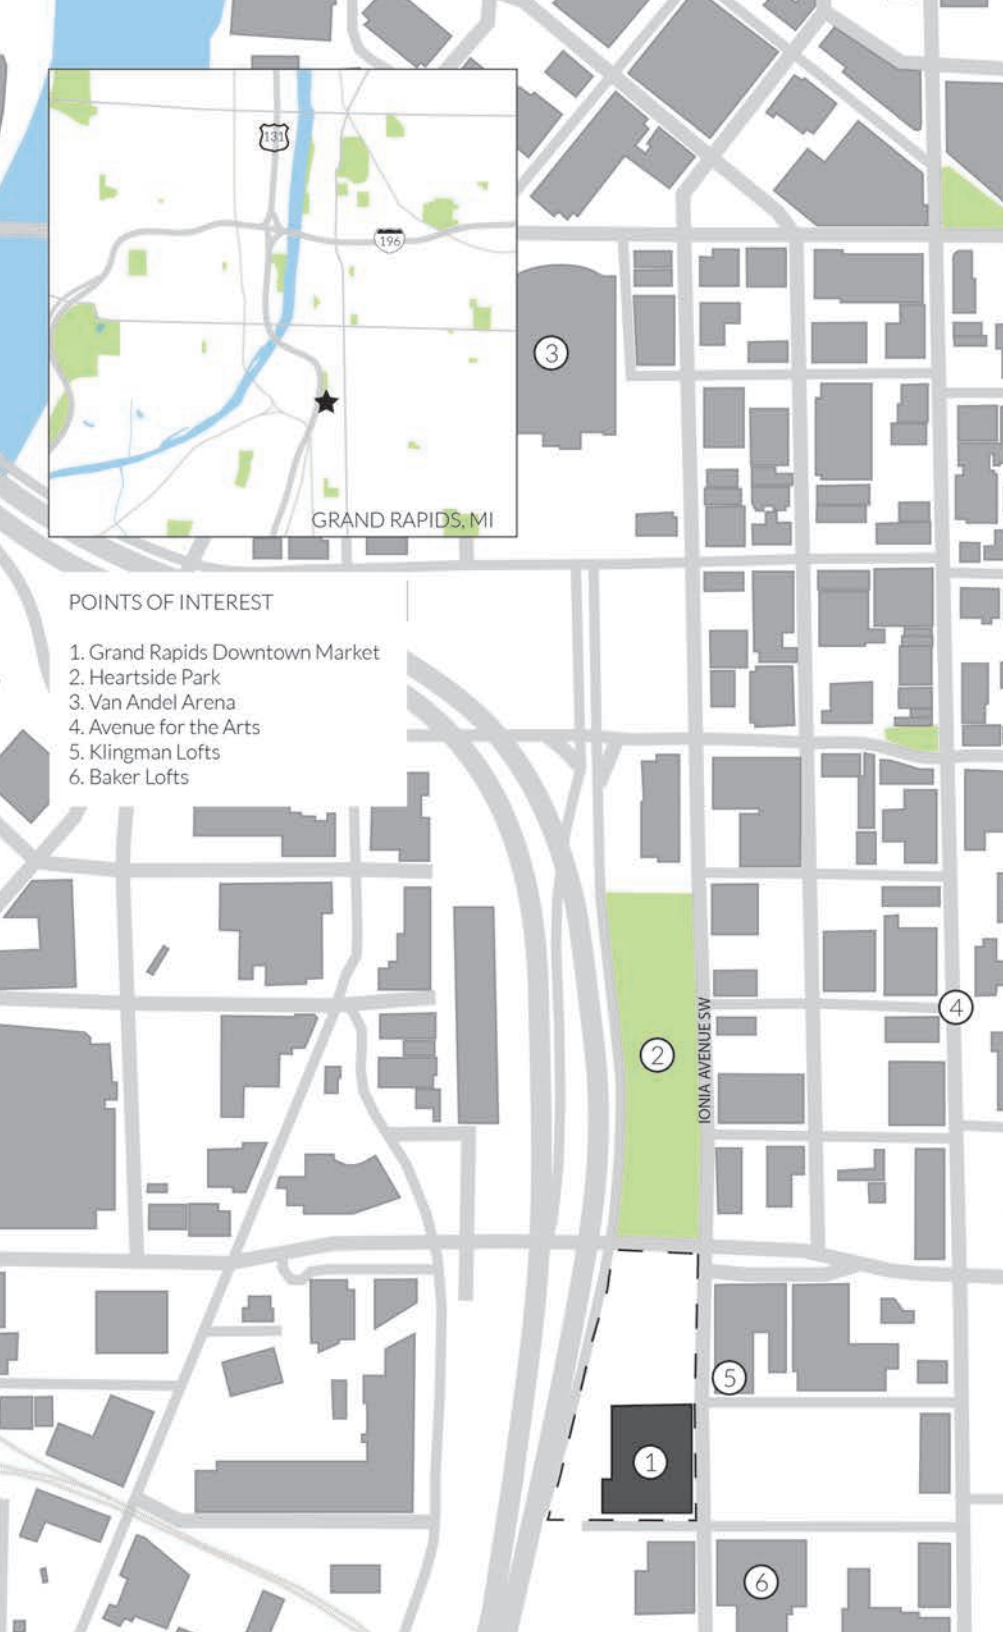 131
196
GRAND RAPIDS, MI
3
POINTS OF INTEREST
1. Grand Rapids Downtown Market
2. Heartside Park
3. Van Andel Arena
4. Avenue for the Arts
5. Klingman Lofts
6. Baker Lofts
IONIA AVENUE SW
4
2
5
1
6